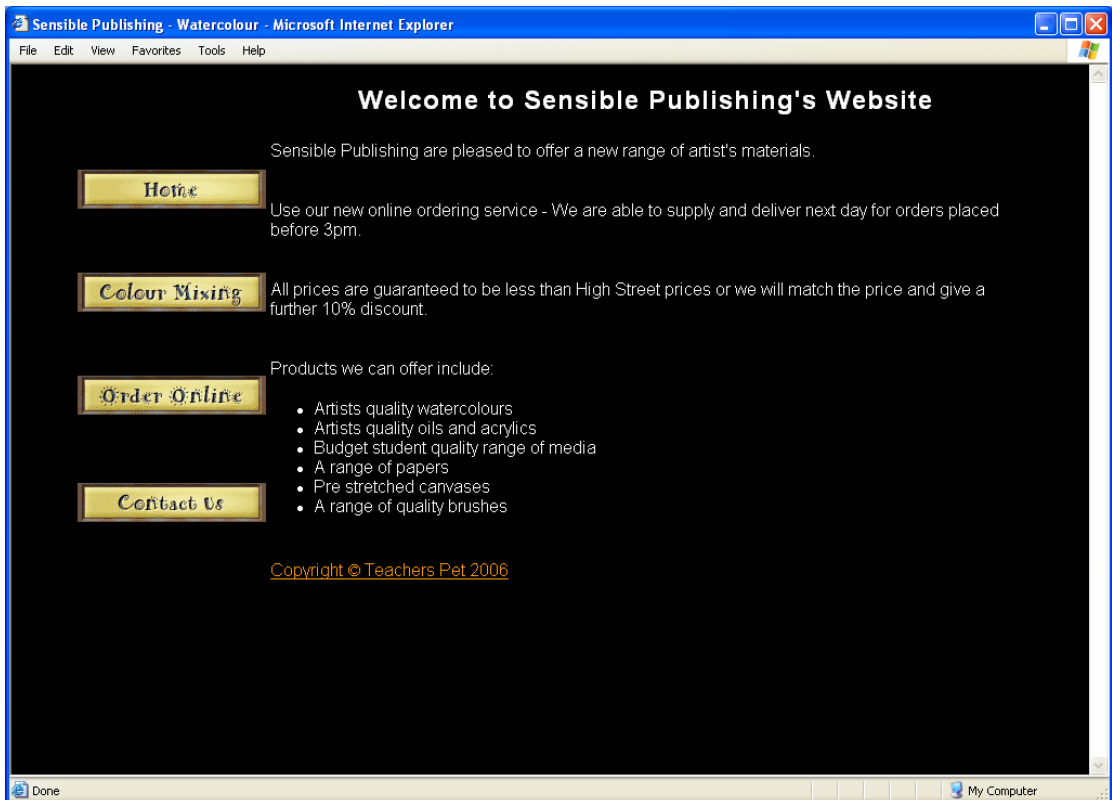 Sensible Publishing - Watercolour - Microsoft Internet Explorer
File Edit View Favorites Tools Help
Welcome to Sensible Publishing's Website
Sensible Publishing are pleased to offer a new range of artist's materials.
Home
Use our new online ordering service - We are able to supply and deliver next day for orders placed
before 3pm.
Colour Mixing
All prices are guaranteed to be less than High Street prices or we will match the price and give a
further 10% discount.
Products we can offer include:
Order Online
• Artists quality watercolours
• Artists quality oils and acrylics
• Budget student quality range of media
• A range of papers
• Pre stretched canvases
• A range of quality brushes
Contact Us
Copyright © Teachers Pet 2006
Done
My Computer